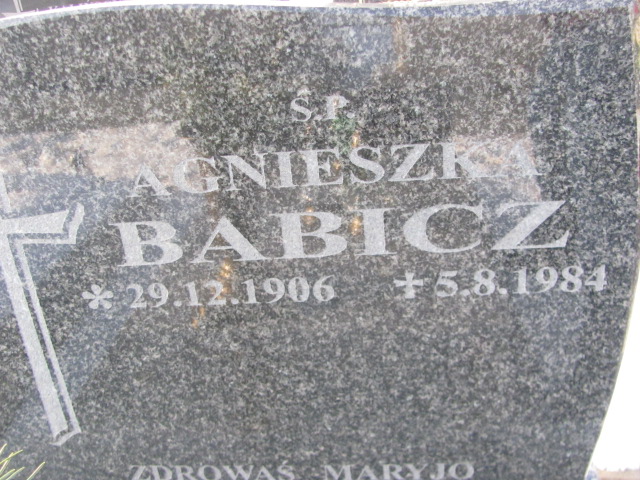 Ś.P.
AGNIESZKA
BABICZ
* 29.12.1906 ✝ 5.8.1984
ZDROWAŚ MARYJO